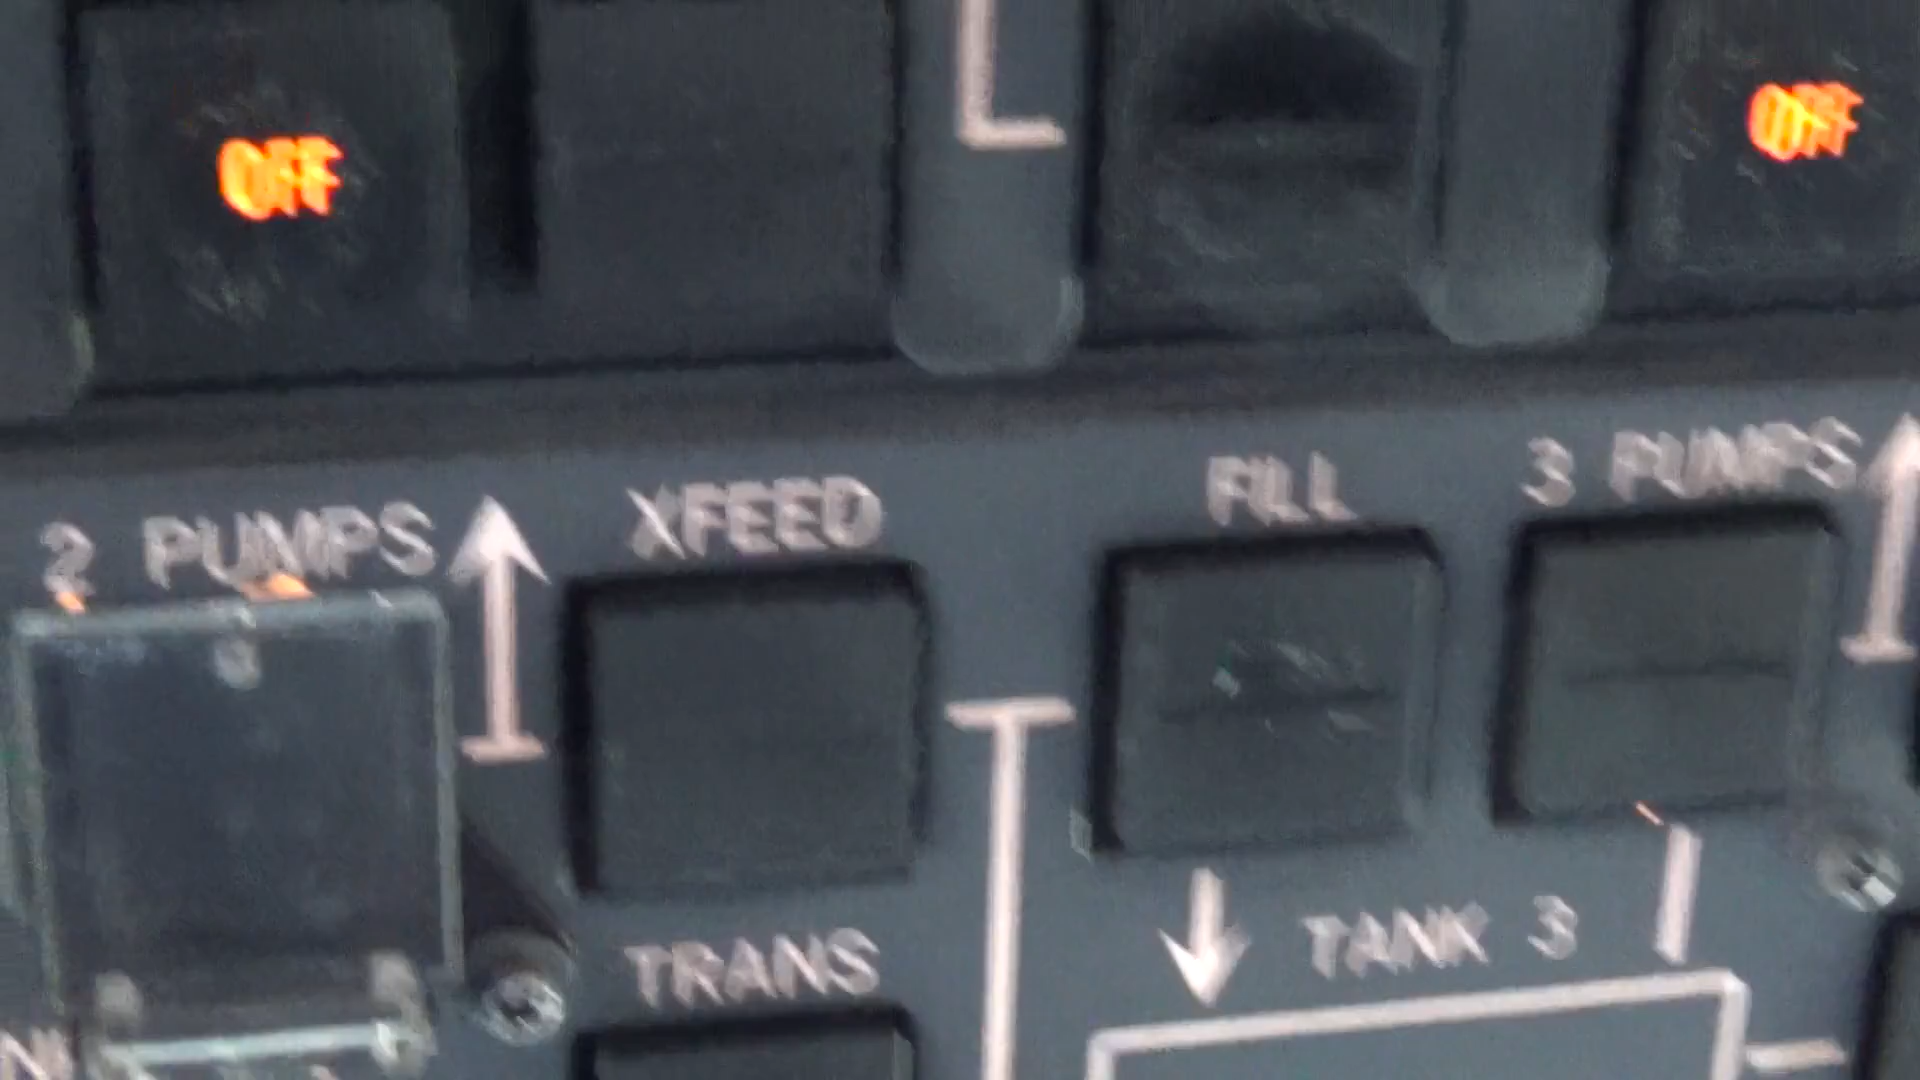 OFF
OFF
2 PUMPS
XFEED
FILL
3 PUMPS
TRANS
TANK 3